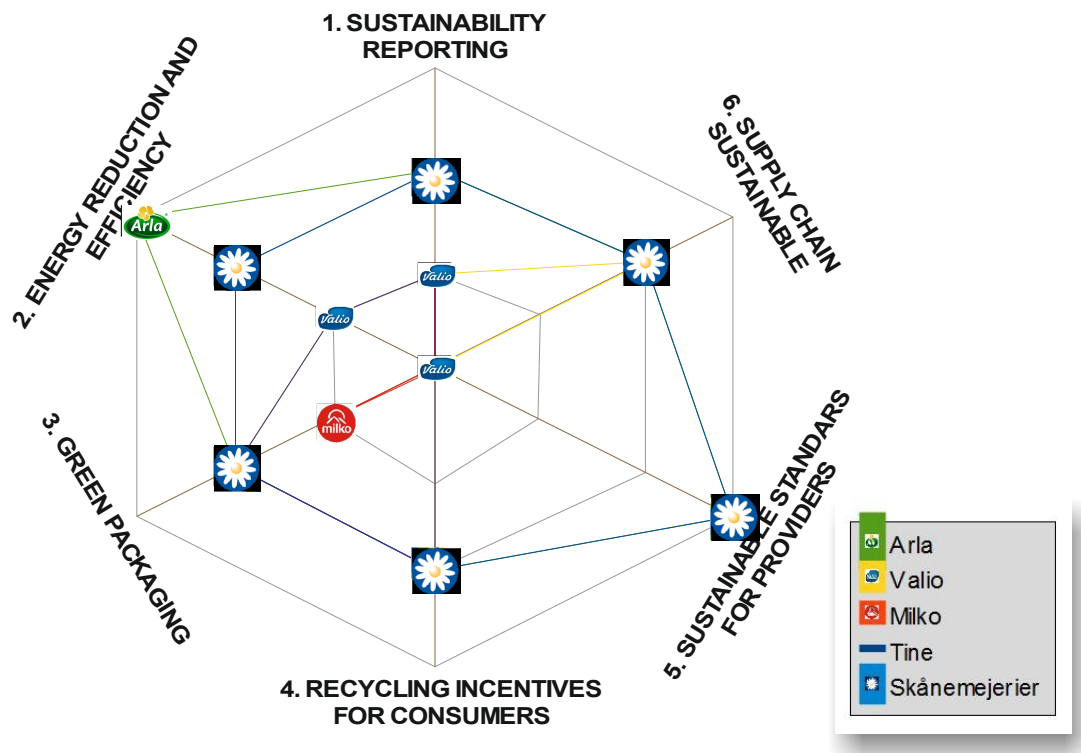 1. SUSTAINABILITY
REPORTING
2. ENERGY REDUCTION AND
EFFICIENCY
6. SUPPLY CHAIN
SUSTAINABLE
Arla
Valio
Valio
Valio
milko
3. GREEN PACKAGING
5. SUSTAINABLE STANDARS
FOR PROVIDERS
4. RECYCLING INCENTIVES
FOR CONSUMERS
Arla
Valio
Milko
Tine
Skånemejerier